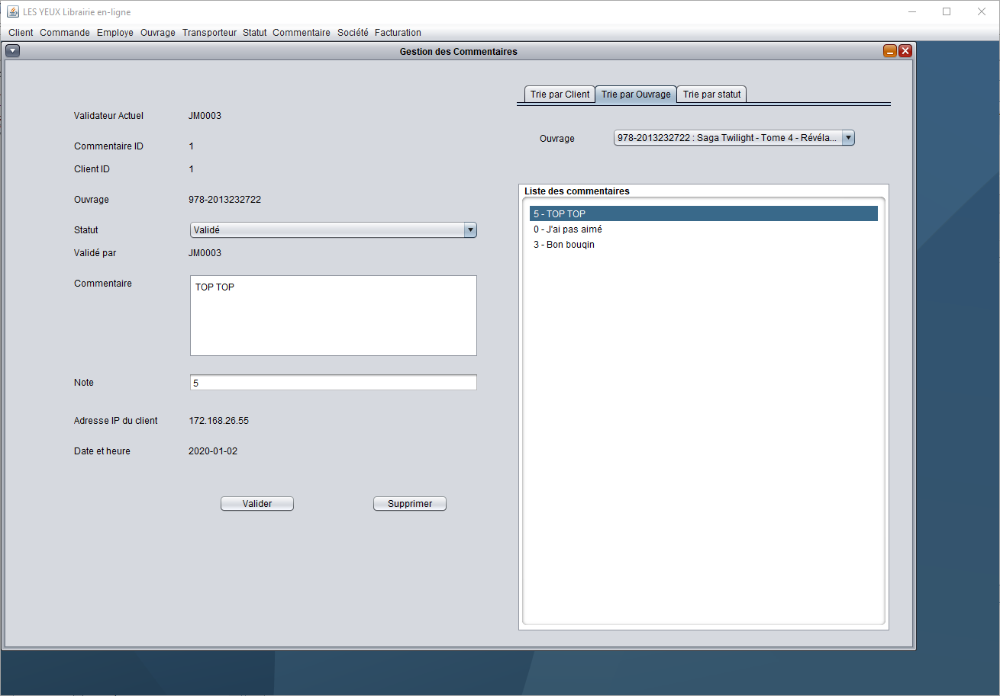 LES YEUX Librairie en-ligne
Client Commande Employe Ouvrage Transporteur Statut Commentaire Société Facturation
Gestion des Commentaires
Validateur Actuel JM0003
Commentaire ID 1
Client ID 1
Ouvrage 978-2013232722
Statut Validé
Validé par JM0003
Commentaire TOP TOP
Note 5
Adresse IP du client 172.168.26.55
Date et heure 2020-01-02
Valider Supprimer
Trie par Client Trie par Ouvrage Trie par statut
Ouvrage 978-2013232722 : Saga Twilight - Tome 4 - Révéla...
Liste des commentaires
5 - TOP TOP
0 - J'ai pas aimé
3 - Bon bouqin